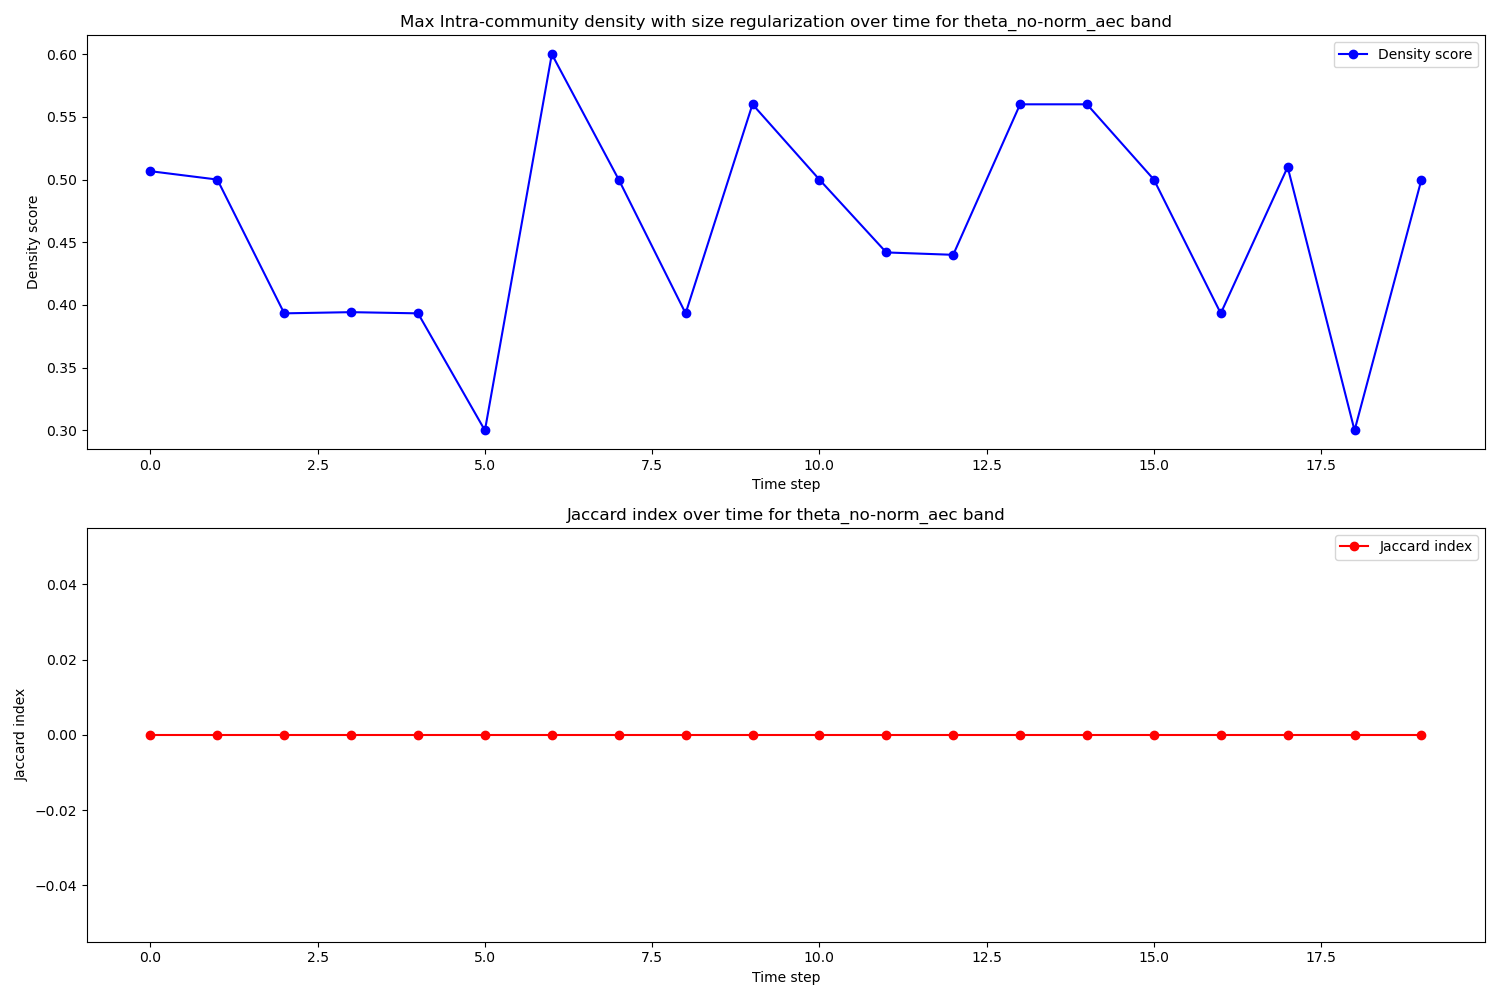 Max Intra-community density with size regularization over time for theta_no-norm_aec band
Density score
0.60
0.55
0.50
0.45
0.40
0.35
0.30
Density score
0.0 2.5 5.0 7.5 10.0 12.5 15.0 17.5
Time step
Jaccard index over time for theta_no-norm_aec band
Jaccard index
0.04
0.02
0.00
−0.02
−0.04
Jaccard index
0.0 2.5 5.0 7.5 10.0 12.5 15.0 17.5
Time step